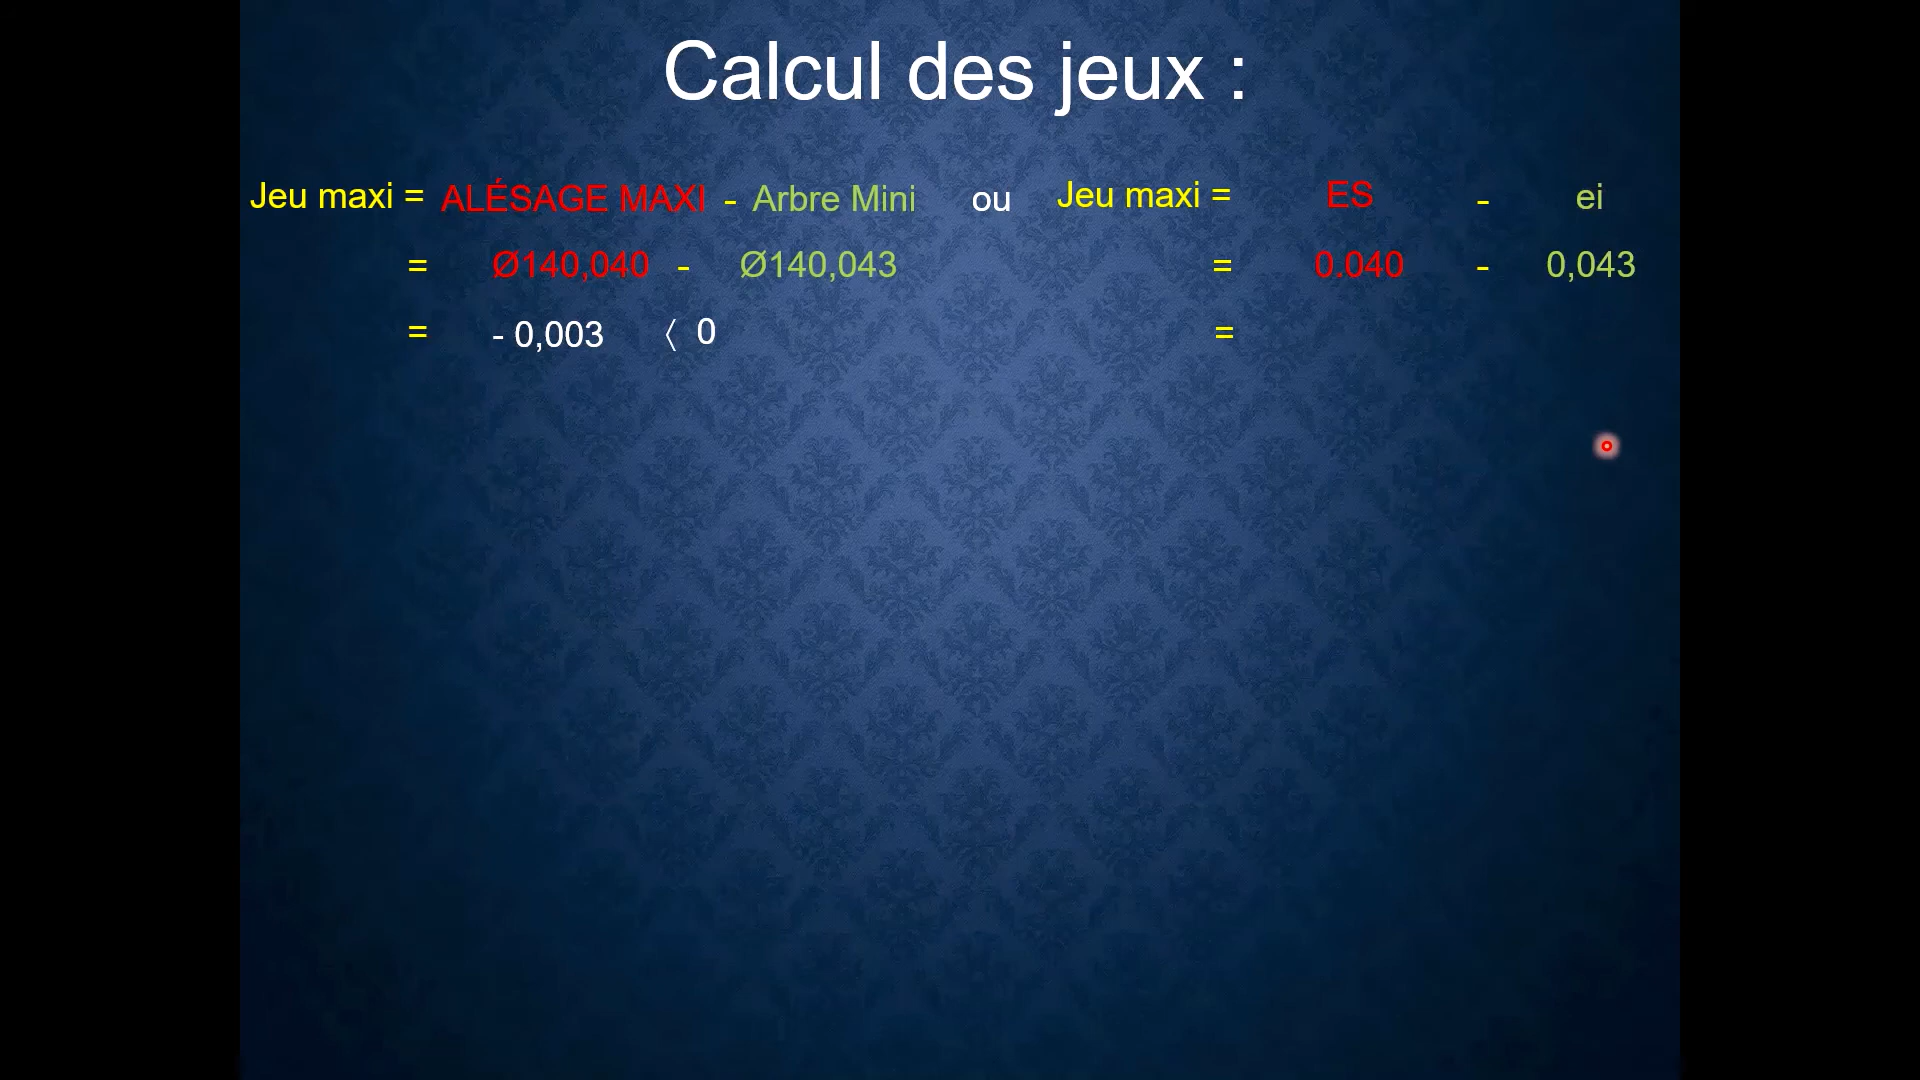 Calcul des jeux :
Jeu maxi = ALÉSAGE MAXI - Arbre Mini ou Jeu maxi = ES - ei
= Ø140,040 - Ø140,043 = 0.040 - 0,043
= - 0,003 〈 0 =